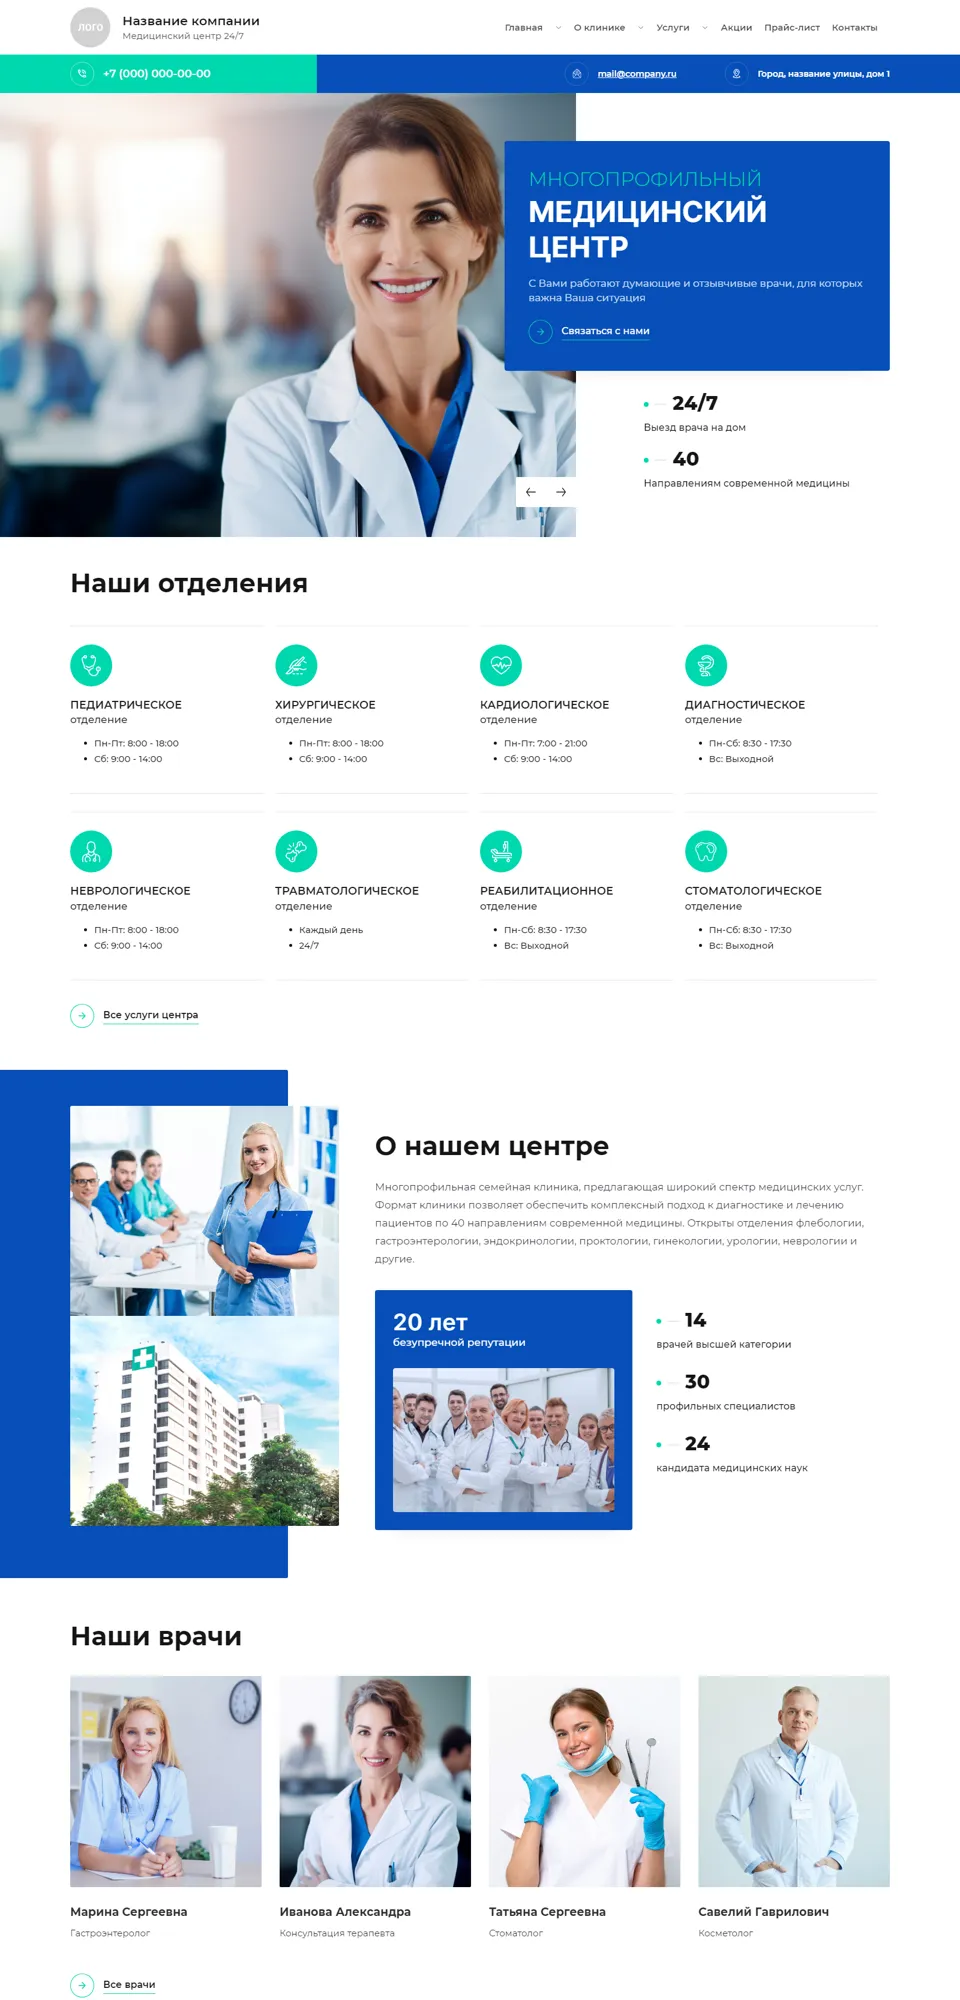 ЛОГО
Название компании
Медицинский центр 24/7
Главная
О клинике
Услуги
Акции
Прайс-лист
Контакты
+7 (000) 000-00-00
mail@company.ru
Город, название улицы, дом 1
МНОГОПРОФИЛЬНЫЙ
МЕДИЦИНСКИЙ
ЦЕНТР
С Вами работают думающие и отзывчивые врачи, для которых
важна Ваша ситуация
Связаться с нами
24/7
Выезд врача на дом
40
Направлениям современной медицины
Наши отделения
ПЕДИАТРИЧЕСКОЕ
отделение
Пн-Пт: 8:00 - 18:00
Сб: 9:00 - 14:00
ХИРУРГИЧЕСКОЕ
отделение
Пн-Пт: 8:00 - 18:00
Сб: 9:00 - 14:00
КАРДИОЛОГИЧЕСКОЕ
отделение
Пн-Пт: 7:00 - 21:00
Сб: 9:00 - 14:00
ДИАГНОСТИЧЕСКОЕ
отделение
Пн-Сб: 8:30 - 17:30
Вс: Выходной
НЕВРОЛОГИЧЕСКОЕ
отделение
Пн-Пт: 8:00 - 18:00
Сб: 9:00 - 14:00
ТРАВМАТОЛОГИЧЕСКОЕ
отделение
Каждый день
24/7
РЕАБИЛИТАЦИОННОЕ
отделение
Пн-Сб: 8:30 - 17:30
Вс: Выходной
СТОМАТОЛОГИЧЕСКОЕ
отделение
Пн-Сб: 8:30 - 17:30
Вс: Выходной
Все услуги центра
О нашем центре
Многопрофильная семейная клиника, предлагающая широкий спектр медицинских услуг.
Формат клиники позволяет обеспечить комплексный подход к диагностике и лечению
пациентов по 40 направлениям современной медицины. Открыты отделения флебологии,
гастроэнтерологии, эндокринологии, проктологии, гинекологии, урологии, неврологии и
другие.
20 лет
безупречной репутации
14
врачей высшей категории
30
профильных специалистов
24
кандидата медицинских наук
Наши врачи
Марина Сергеевна
Гастроэнтеролог
Иванова Александра
Консультация терапевта
Татьяна Сергеевна
Стоматолог
Савелий Гаврилович
Косметолог
Все врачи